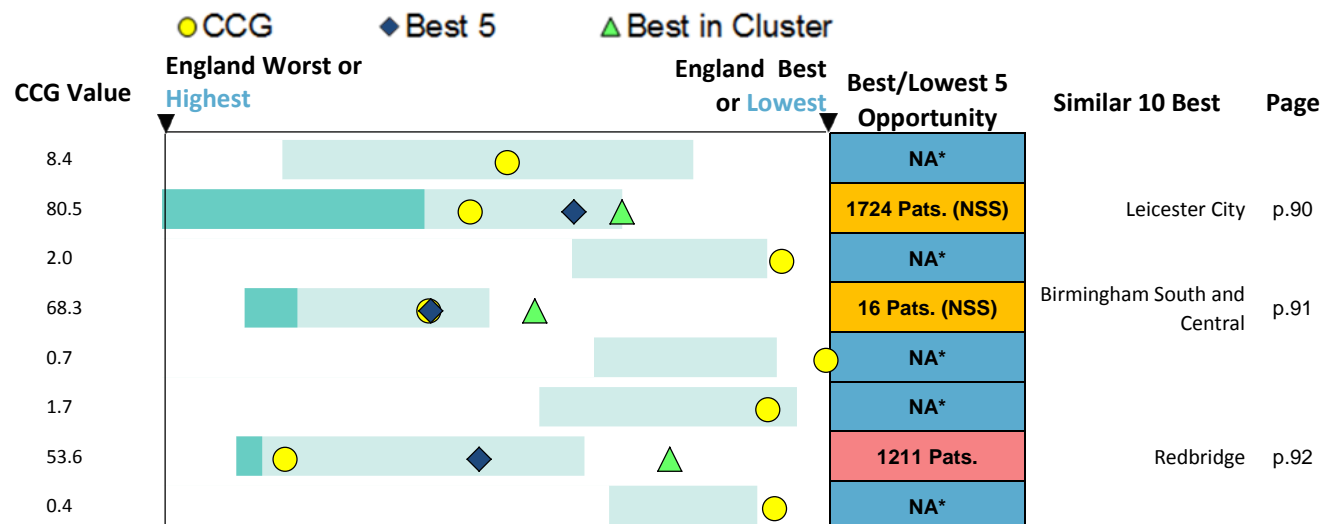 CCG Best 5 Best in Cluster
CCG Value
England Worst or
Highest
England Best
or Lowest
Best/Lowest 5
Opportunity
Similar 10 Best
Page
8.4 NA*
80.5 1724 Pats. (NSS) Leicester City p.90
2.0 NA*
68.3 16 Pats. (NSS) Birmingham South and
Central p.91
0.7 NA*
1.7 NA*
53.6 1211 Pats. Redbridge p.92
0.4 NA*